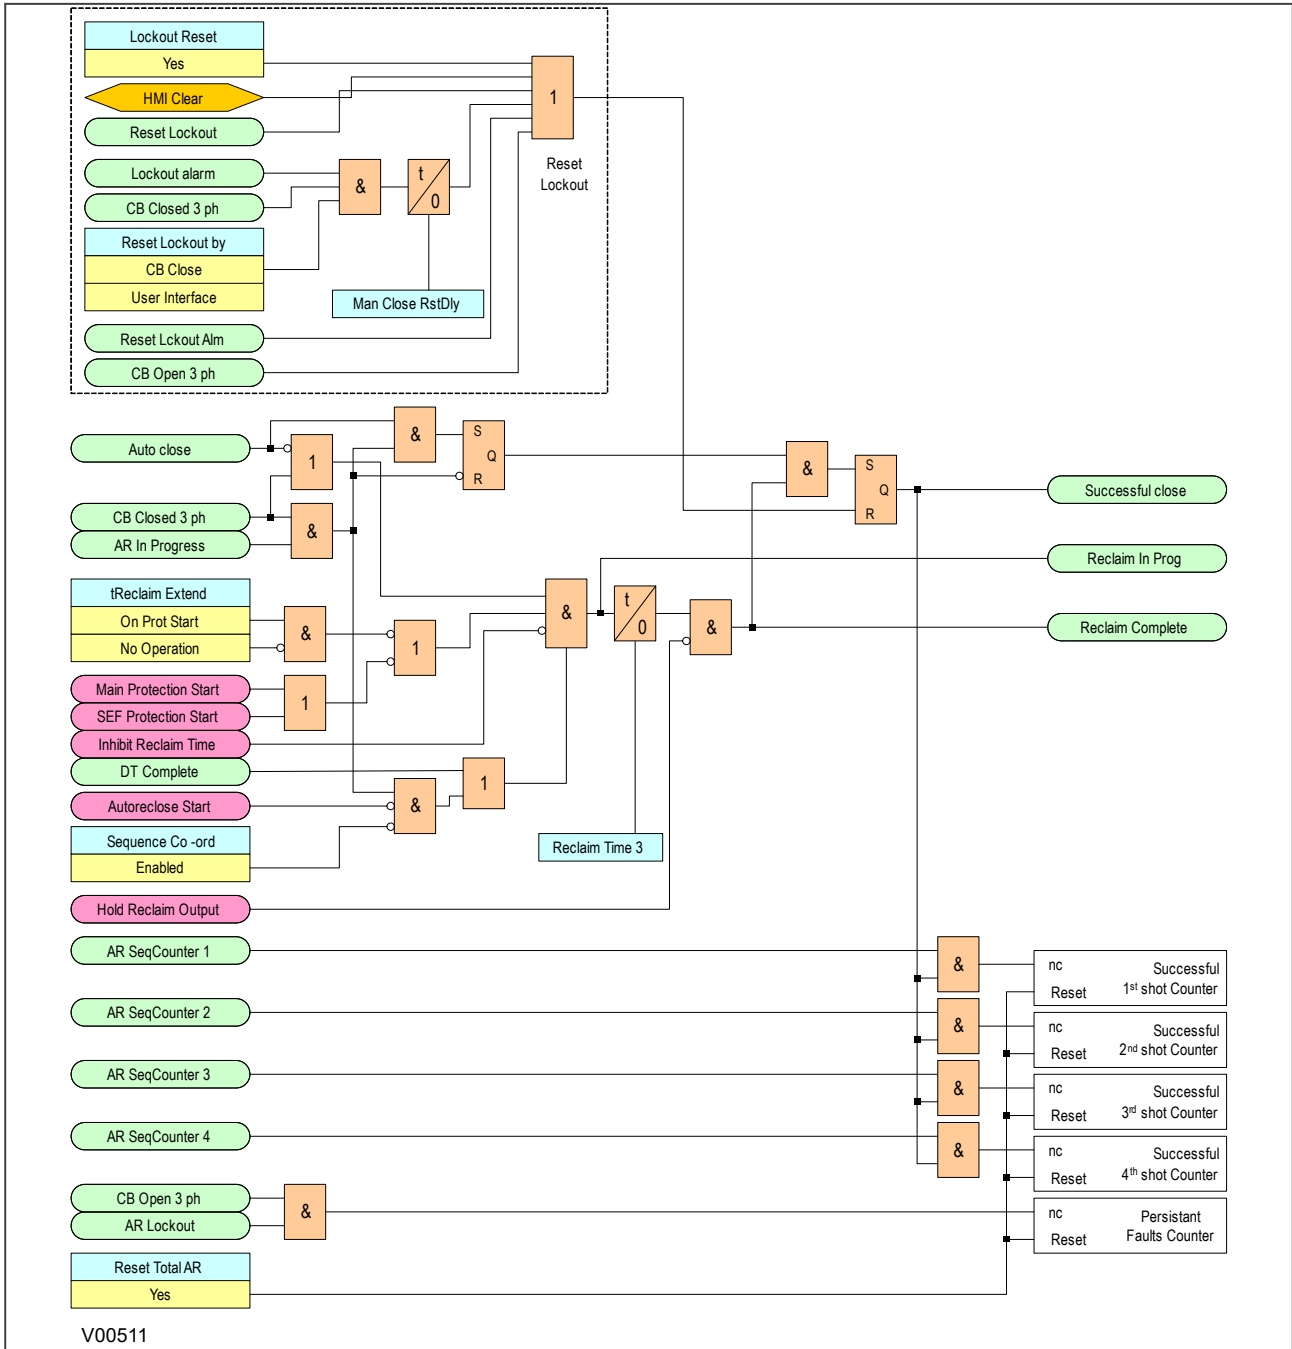 Lockout Reset
Yes
HMI Clear
Reset Lockout
Lockout alarm
CB Closed 3 ph
Reset Lockout by
CB Close
User Interface
Reset Lckout Alm
CB Open 3 ph
&
t
0
Man Close RstDly
1
Reset
Lockout
Auto close
CB Closed 3 ph
AR In Progress
1
&
&
S
Q
R
&
S
Q
R
Successful close
Reclaim In Prog
Reclaim Complete
tReclaim Extend
On Prot Start
No Operation
Main Protection Start
SEF Protection Start
Inhibit Reclaim Time
DT Complete
Autoreclose Start
Sequence Co -ord
Enabled
Hold Reclaim Output
&
1
1
&
1
&
t
0
&
Reclaim Time 3
AR SeqCounter 1
&
nc
Successful
Reset
1st shot Counter
AR SeqCounter 2
&
nc
Successful
Reset
2nd shot Counter
AR SeqCounter 3
&
nc
Successful
Reset
3rd shot Counter
AR SeqCounter 4
&
nc
Successful
Reset
4th shot Counter
CB Open 3 ph
AR Lockout
&
nc
Persistant
Reset
Faults Counter
Reset Total AR
Yes
V00511